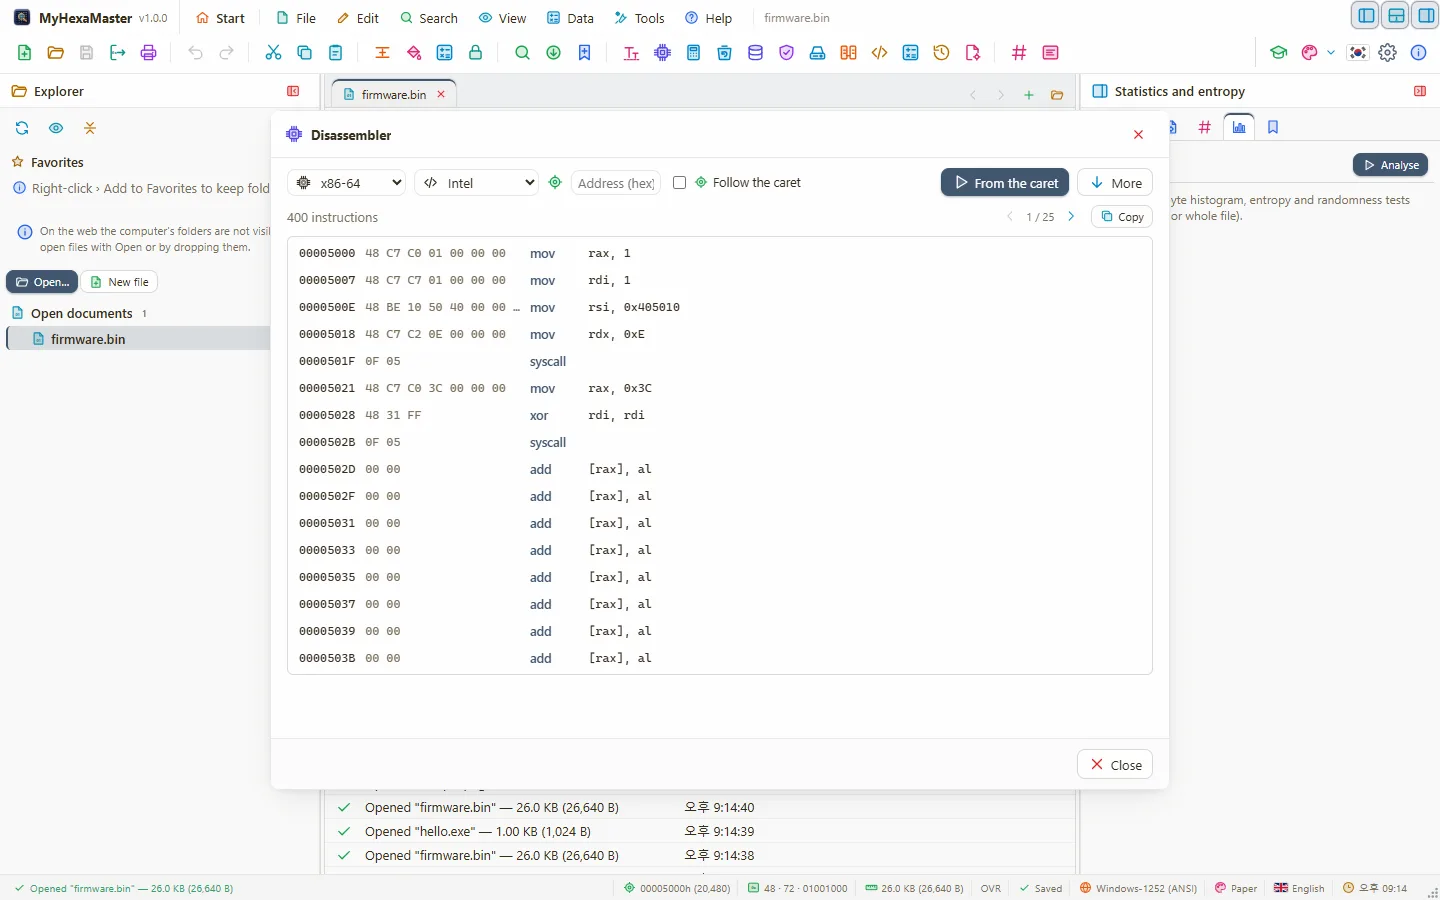 MyHexaMaster v1.0.0 Start File Edit Search View Data Tools Help firmware.bin
Explorer
firmware.bin
Statistics and entropy
Favorites
Right-click › Add to Favorites to keep fold
On the web the computer's folders are not visil
open files with Open or by dropping them.
Open... New file
Open documents 1
firmware.bin
Disassembler
x86-64 Intel Address (hex) Follow the caret From the caret More
400 instructions 1 / 25 Copy
00005000 48 C7 C0 01 00 00 00 mov rax, 1
00005007 48 C7 C7 01 00 00 00 mov rdi, 1
0000500E 48 BE 10 50 40 00 00 … mov rsi, 0x405010
00005018 48 C7 C2 0E 00 00 00 mov rdx, 0xE
0000501F 0F 05 syscall
00005021 48 C7 C0 3C 00 00 00 mov rax, 0x3C
00005028 48 31 FF xor rdi, rdi
0000502B 0F 05 syscall
0000502D 00 00 add [rax], al
0000502F 00 00 add [rax], al
00005031 00 00 add [rax], al
00005033 00 00 add [rax], al
00005035 00 00 add [rax], al
00005037 00 00 add [rax], al
00005039 00 00 add [rax], al
0000503B 00 00 add [rax], al
Close
Analyse
yte histogram, entropy and randomness tests
or whole file).
Opened "firmware.bin" — 26.0 KB (26,640 B) 오후 9:14:40
Opened "hello.exe" — 1.00 KB (1,024 B) 오후 9:14:39
Opened "firmware.bin" — 26.0 KB (26,640 B) 오후 9:14:38
Opened "firmware.bin" — 26.0 KB (26,640 B) 00005000h (20,480) 48 · 72 · 01001000 26.0 KB (26,640 B) OVR Saved Windows-1252 (ANSI) Paper English 오후 09:14